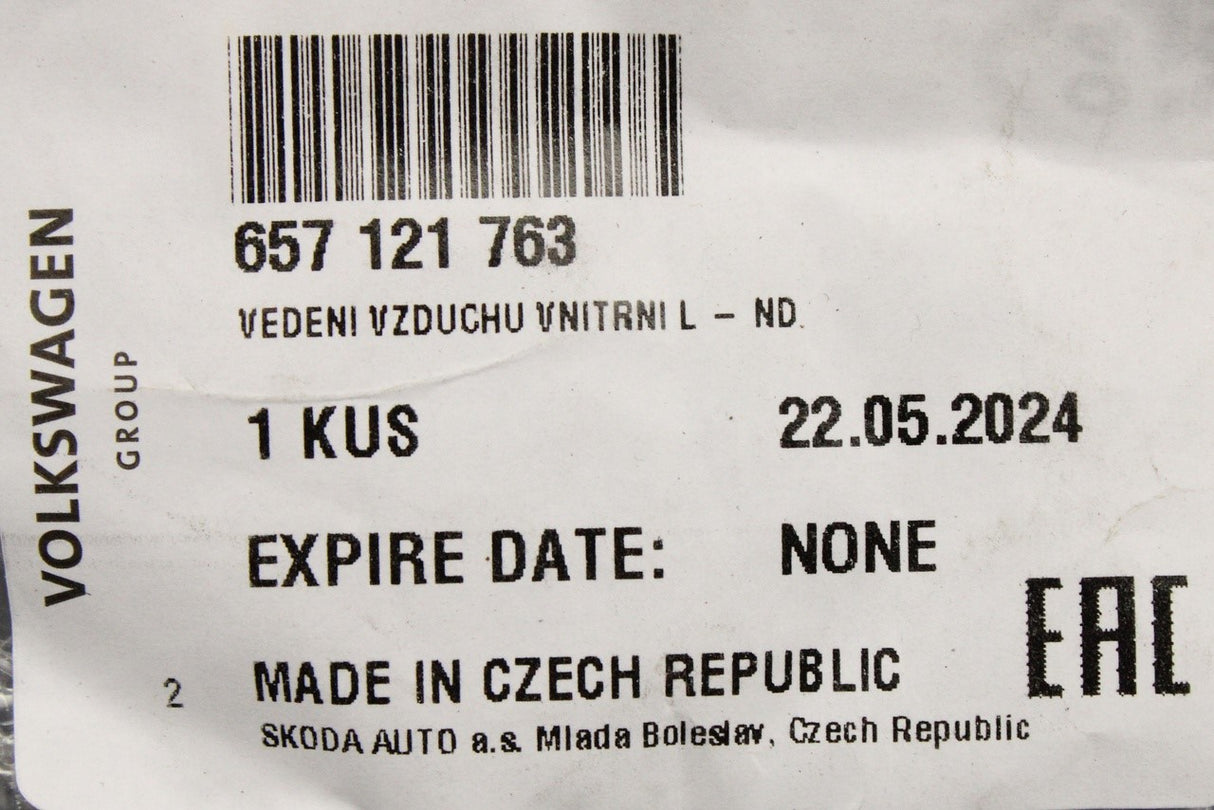 VOLKSWAGEN
GROUP
657 121 763
VEDENI VZDUCHU VNITRNI L – ND.
1 KUS 22.05.2024
EXPIRE DATE: NONE
EAC
2 MADE IN CZECH REPUBLIC
SKODA AUTO a.s. Mlada Boleslav, Czech Republic